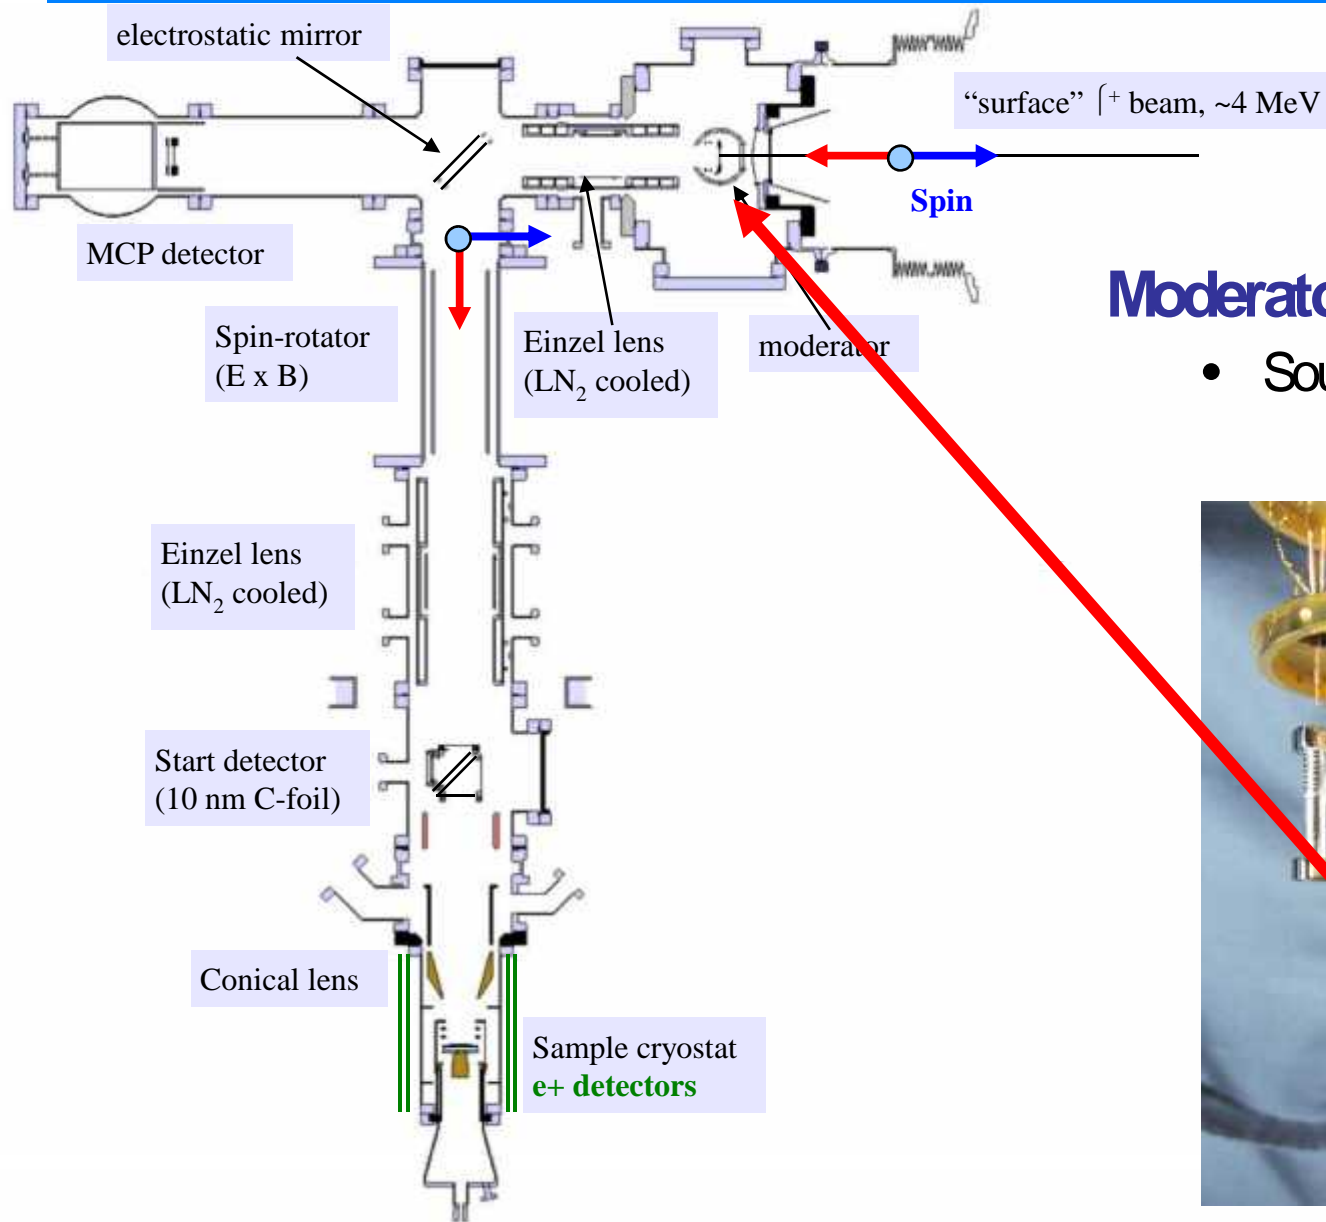 electrostatic mirror
“surface” ⌠+ beam, ~4 MeV
Spin
MCP detector
Spin-rotator
(E x B)
Einzel lens
(LN2 cooled)
moderator
Moderato
• Sou
Einzel lens
(LN2 cooled)
Start detector
(10 nm C-foil)
Conical lens
Sample cryostat
e+ detectors